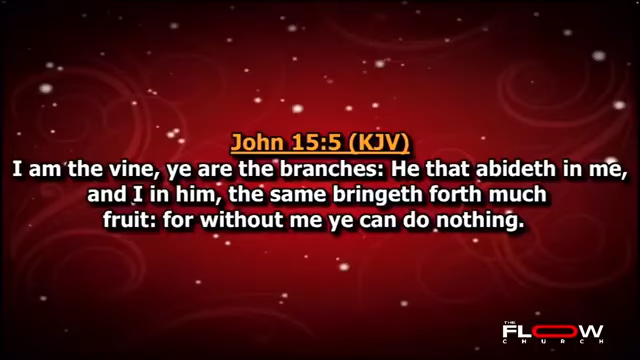 John 15:5 (KJV)
I am the vine, ye are the branches: He that abideth in me,
and I in him, the same bringeth forth much
fruit: for without me ye can do nothing.
THE
FLOW
CHURCH